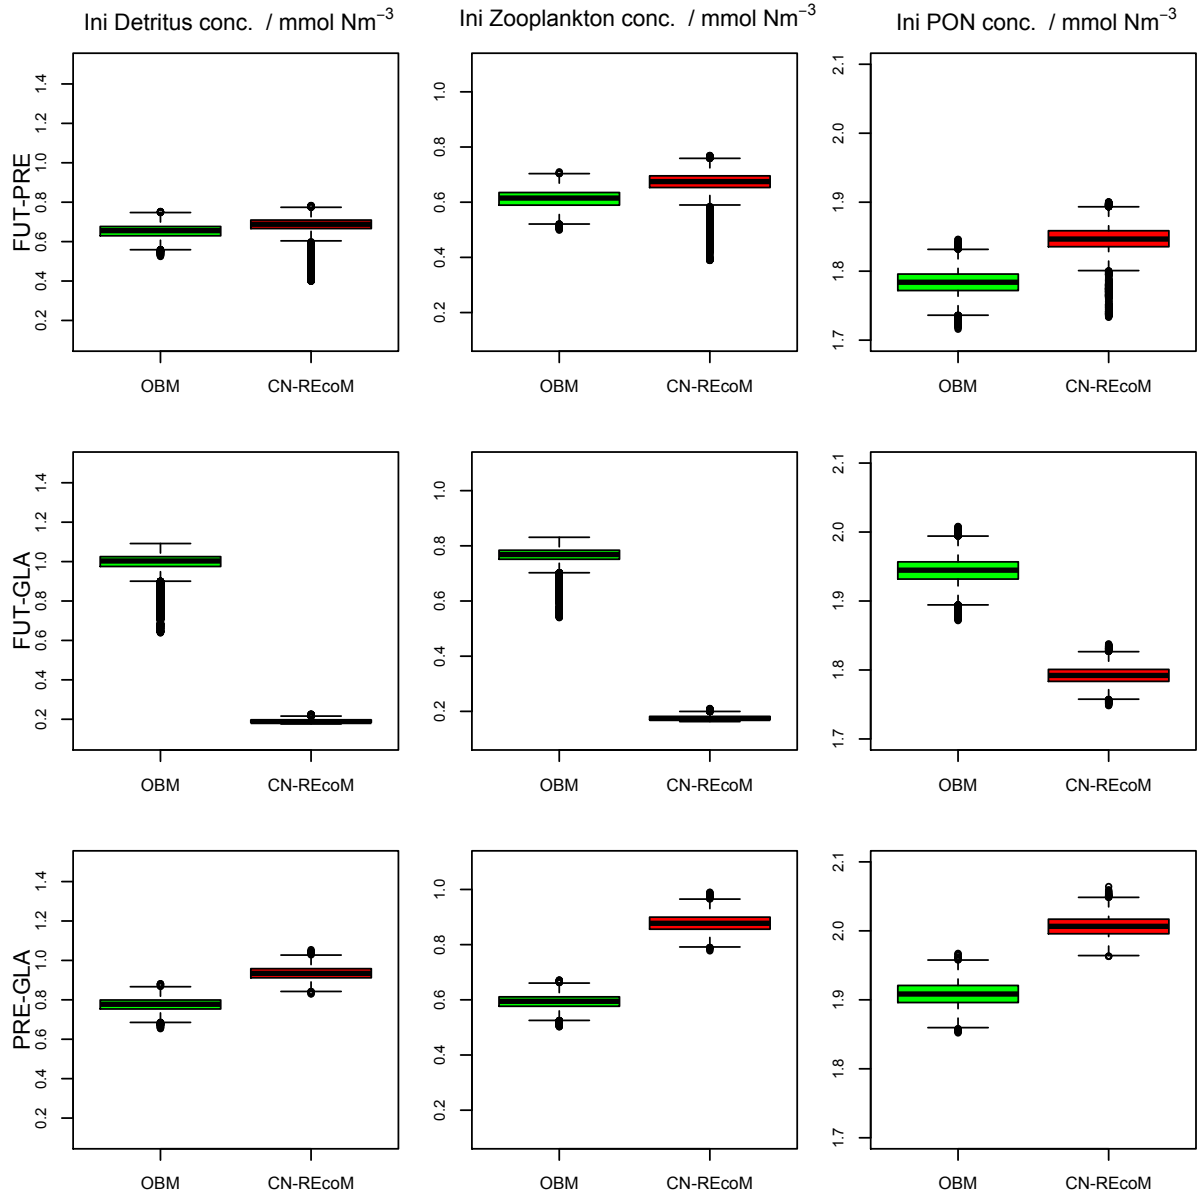 Ini Detritus conc. / mmol Nm⁻³
Ini Zooplankton conc. / mmol Nm⁻³
Ini PON conc. / mmol Nm⁻³
FUT-PRE
0.2 0.4 0.6 0.8 1.0 1.2 1.4
OBM CN-REcoM
0.2 0.4 0.6 0.8 1.0
OBM CN-REcoM
1.7 1.8 1.9 2.0 2.1
OBM CN-REcoM
FUT-GLA
0.2 0.4 0.6 0.8 1.0 1.2 1.4
OBM CN-REcoM
0.2 0.4 0.6 0.8 1.0
OBM CN-REcoM
1.7 1.8 1.9 2.0 2.1
OBM CN-REcoM
PRE-GLA
0.2 0.4 0.6 0.8 1.0 1.2 1.4
OBM CN-REcoM
0.2 0.4 0.6 0.8 1.0
OBM CN-REcoM
1.7 1.8 1.9 2.0 2.1
OBM CN-REcoM